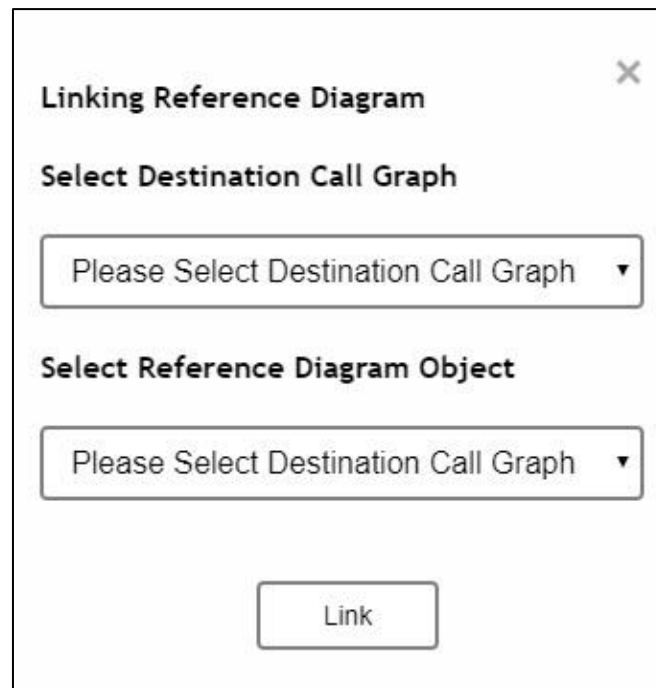 Linking Reference Diagram
Select Destination Call Graph
Please Select Destination Call Graph
Select Reference Diagram Object
Please Select Destination Call Graph
Link